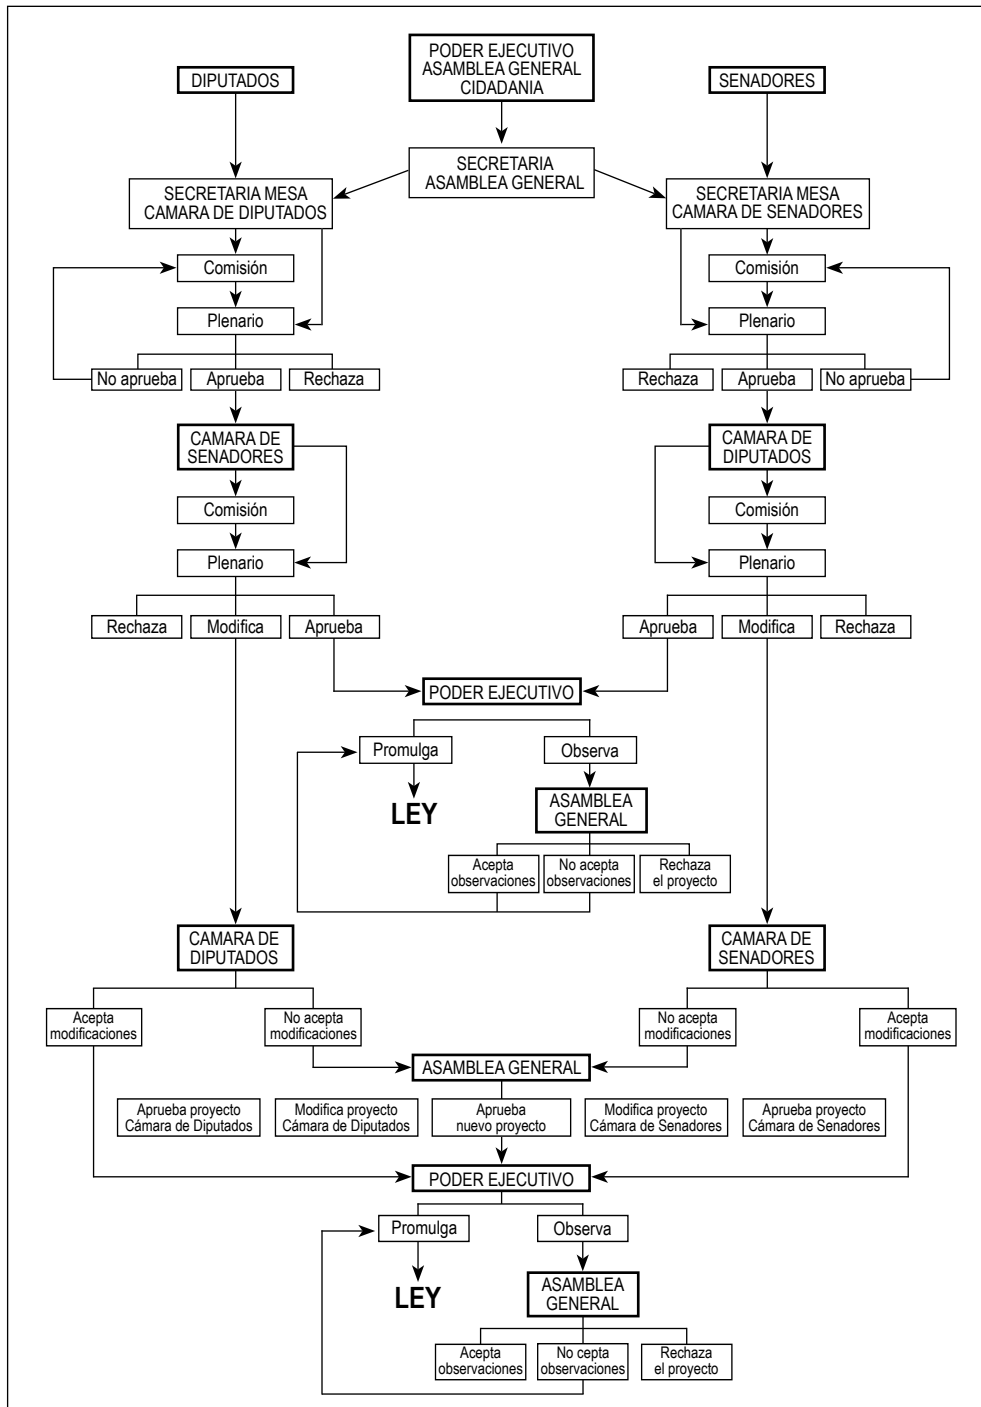 PODER EJECUTIVO
ASAMBLEA GENERAL
CIDADANIA
DIPUTADOS
SENADORES
SECRETARIA
ASAMBLEA GENERAL
SECRETARIA MESA
CAMARA DE DIPUTADOS
SECRETARIA MESA
CAMARA DE SENADORES
Comisión
Comisión
Plenario
Plenario
No aprueba
Aprueba
Rechaza
Rechaza
Aprueba
No aprueba
CAMARA DE
SENADORES
CAMARA DE
DIPUTADOS
Comisión
Comisión
Plenario
Plenario
Rechaza
Modifica
Aprueba
Aprueba
Modifica
Rechaza
PODER EJECUTIVO
Promulga
Observa
LEY
ASAMBLEA
GENERAL
Acepta
observaciones
No acepta
observaciones
Rechaza
el proyecto
CAMARA DE
DIPUTADOS
CAMARA DE
SENADORES
Acepta
modificaciones
No acepta
modificaciones
No acepta
modificaciones
Acepta
modificaciones
ASAMBLEA GENERAL
Aprueba proyecto
Cámara de Diputados
Modifica proyecto
Cámara de Diputados
Aprueba
nuevo proyecto
Modifica proyecto
Cámara de Senadores
Aprueba proyecto
Cámara de Senadores
PODER EJECUTIVO
Promulga
Observa
LEY
ASAMBLEA
GENERAL
Acepta
observaciones
No cepta
observaciones
Rechaza
el proyecto